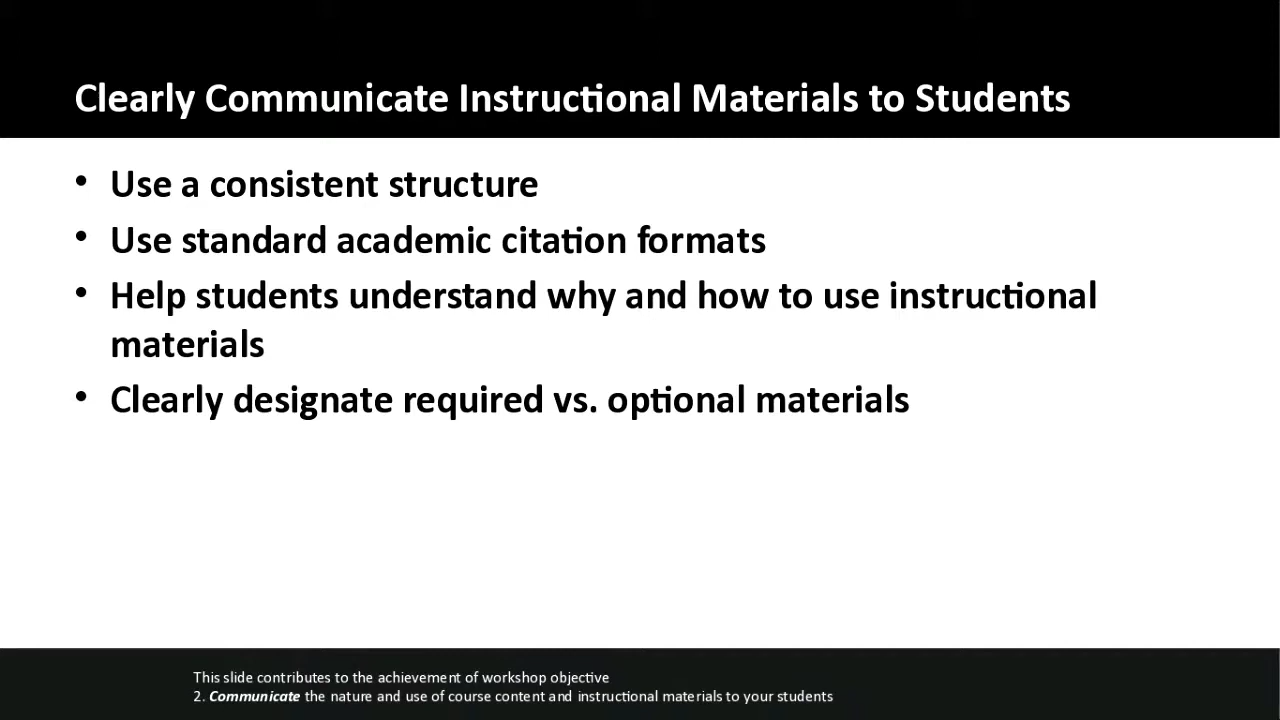 Clearly Communicate Instructional Materials to Students
• Use a consistent structure
• Use standard academic citation formats
• Help students understand why and how to use instructional
materials
• Clearly designate required vs. optional materials
This slide contributes to the achievement of workshop objective
2. Communicate the nature and use of course content and instructional materials to your students